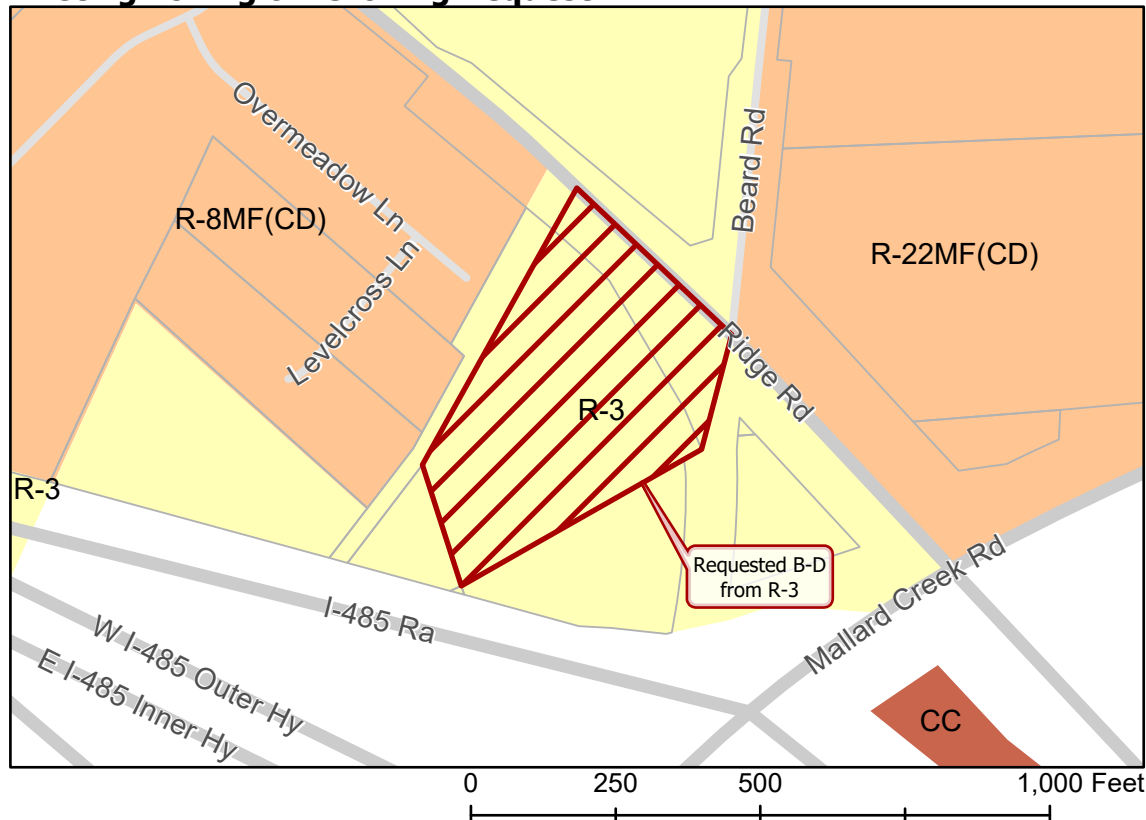 Overmeadow Ln
Beard Rd
R-8MF(CD)
R-22MF(CD)
Levelcross Ln
Ridge Rd
R-3
R-3
Requested B-D
from R-3
I-485 Ra
Mallard Creek Rd
W I-485 Outer Hy
E I-485 Inner Hy
CC
0 250 500 1,000 Feet